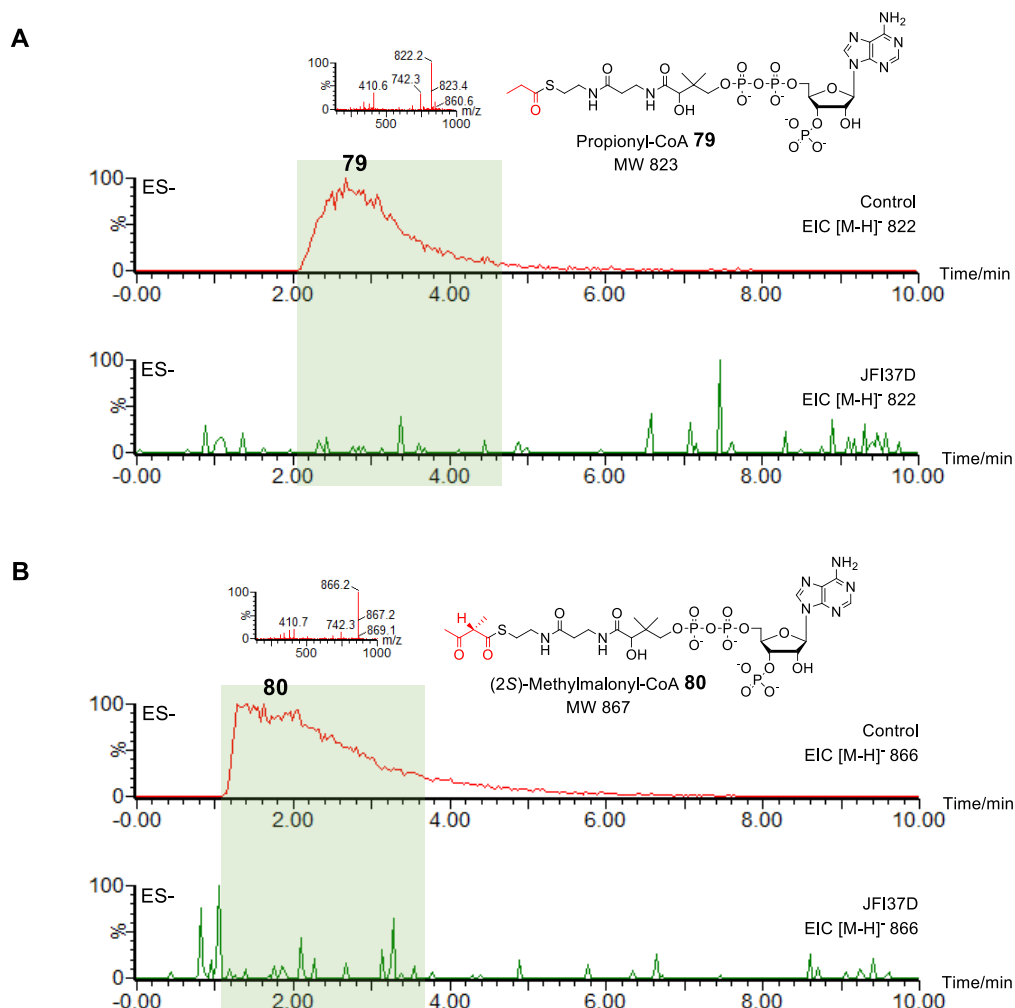 A
822.2
100
742.3
410.6
823.4
860.6
%
0
m/z
500
1000
NH2
N
N
N
N
O
O
O
O
O
S
N
H
N
H
OH
O
P
O
P
O
O-
O-
O
O
OH
P
O-
O-
O
Propionyl-CoA 79
MW 823
79
100
ES-
Control
EIC [M-H]- 822
%
0
Time/min
-0.00
2.00
4.00
6.00
8.00
10.00
100
ES-
JFI37D
EIC [M-H]- 822
%
0
Time/min
-0.00
2.00
4.00
6.00
8.00
10.00
B
866.2
100
867.2
410.7
742.3
869.1
%
0
m/z
500
1000
NH2
N
N
N
N
H
O
O
O
O
O
O
S
N
H
N
H
OH
O
P
O
P
O
O-
O-
O
O
OH
P
O-
O-
O
(2S)-Methylmalonyl-CoA 80
MW 867
80
100
ES-
Control
EIC [M-H]- 866
%
0
Time/min
-0.00
2.00
4.00
6.00
8.00
10.00
100
ES-
JFI37D
EIC [M-H]- 866
%
0
Time/min
-0.00
2.00
4.00
6.00
8.00
10.00